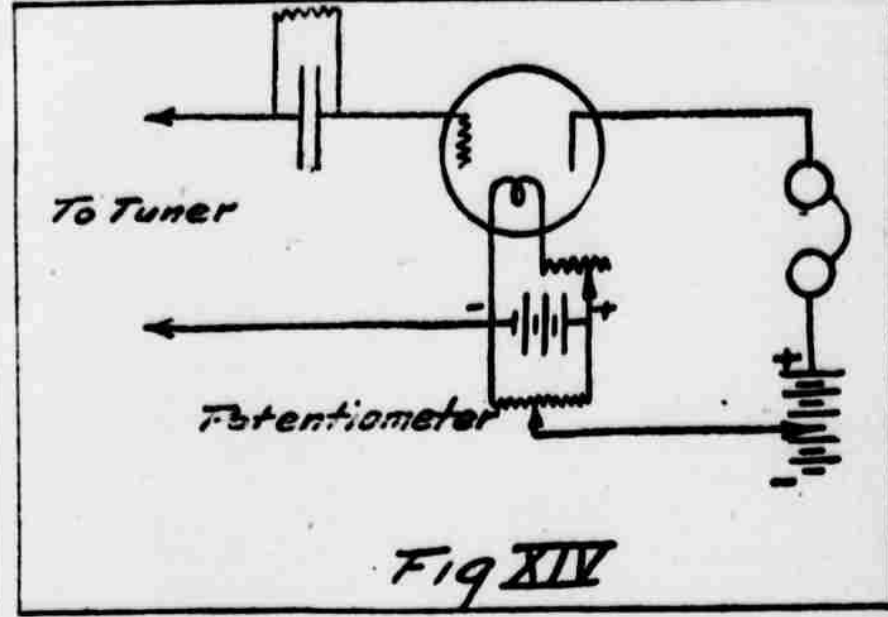 To Tuner
-
+
Potentiometer
+
-
Fig XIV